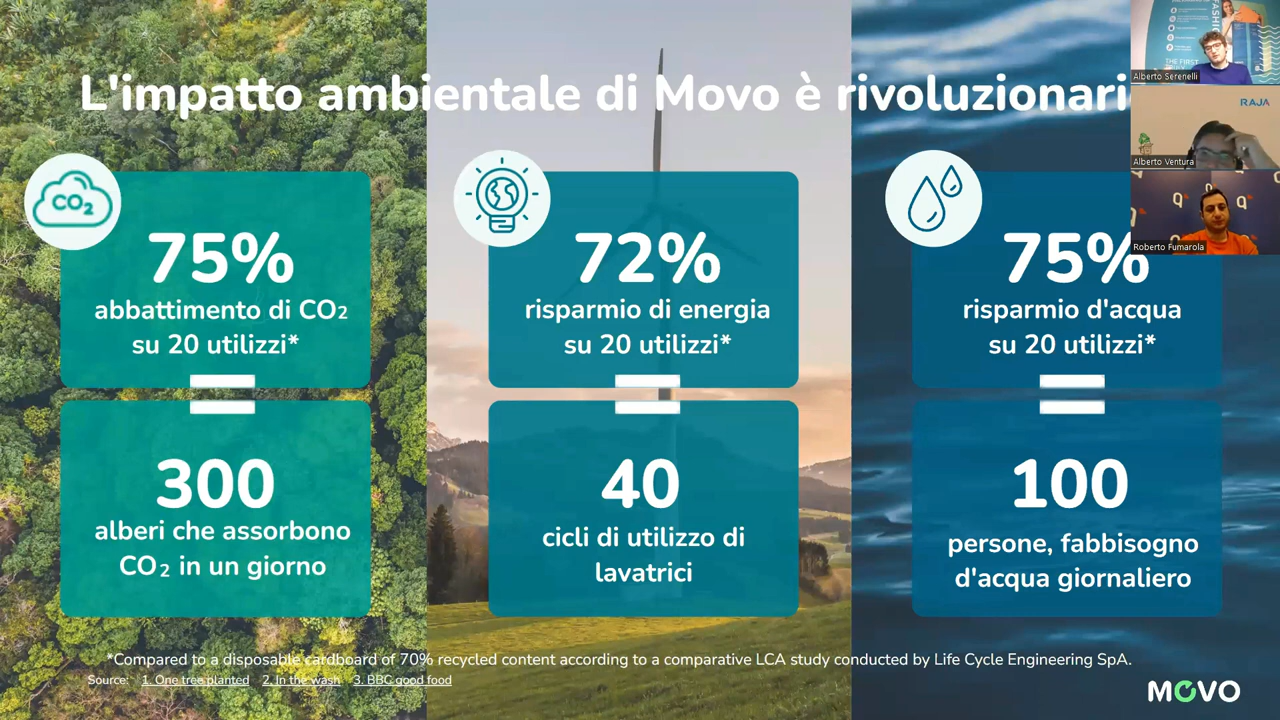 L'impatto ambientale di Movo è rivoluzionari
CO₂
75%
abbattimento di CO₂
su 20 utilizzi*
300
alberi che assorbono
CO₂ in un giorno
72%
risparmio di energia
su 20 utilizzi*
40
cicli di utilizzo di
lavatrici
75%
risparmio d'acqua
su 20 utilizzi*
100
persone, fabbisogno
d'acqua giornaliero
*Compared to a disposable cardboard of 70% recycled content according to a comparative LCA study conducted by Life Cycle Engineering SpA.
Source: 1. One tree planted 2. In the wash 3. BBC good food
MOVO
THE FIRST
Alberto Serenelli
RAJA
Alberto Ventura
Roberto Fumarola